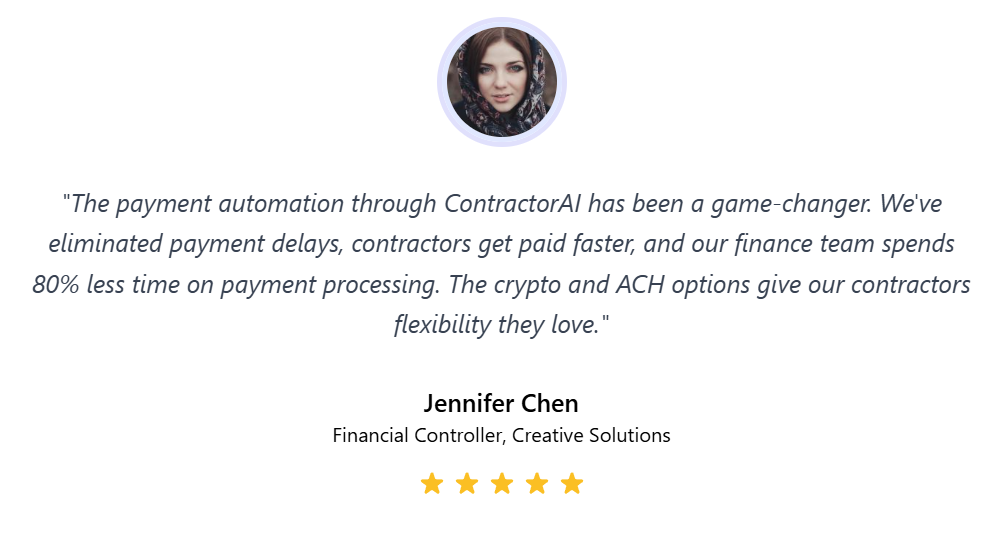 "The payment automation through ContractorAI has been a game-changer. We've
eliminated payment delays, contractors get paid faster, and our finance team spends
80% less time on payment processing. The crypto and ACH options give our contractors
flexibility they love."
Jennifer Chen
Financial Controller, Creative Solutions